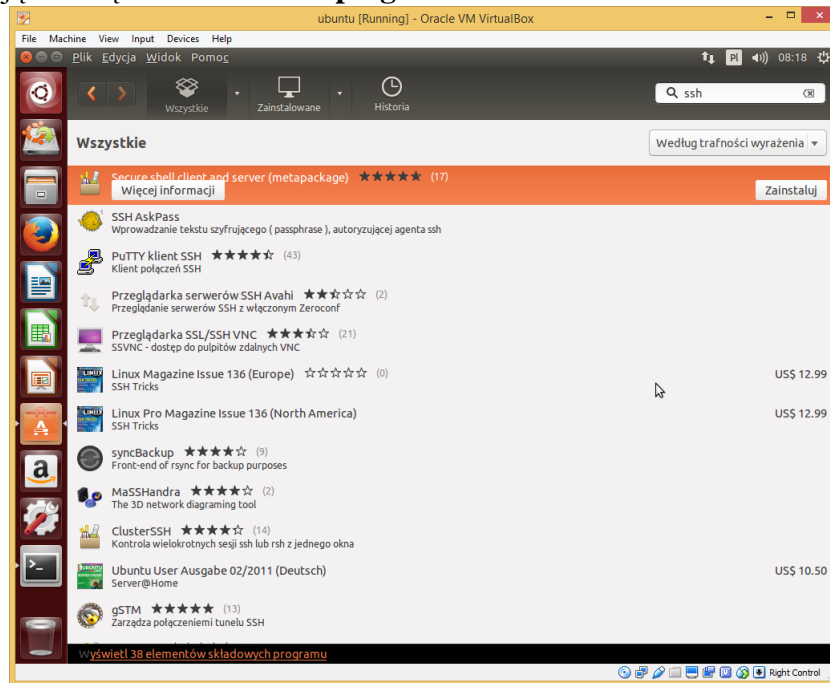 ubuntu [Running] - Oracle VM VirtualBox
File Machine View Input Devices Help
Plik Edycja Widok Pomoc
Pl 08:18
Wszystkie
Zainstalowane
Historia
ssh
Wszystkie
Według trafności wyrażenia
Secure shell client and server (metapackage) (17)
Więcej informacji
Zainstaluj
SSH AskPass
Wprowadzanie tekstu szyfrującego ( passphrase ), autoryzującej agenta ssh
PuTTY klient SSH (43)
Klient połączeń SSH
Przeglądarka serwerów SSH Avahi (2)
Przeglądanie serwerów SSH z włączonym Zeroconf
Przeglądarka SSL/SSH VNC (21)
SSVNC - dostęp do pulpitów zdalnych VNC
Linux Magazine Issue 136 (Europe) (0) US$ 12.99
SSH Tricks
Linux Pro Magazine Issue 136 (North America) US$ 12.99
SSH Tricks
syncBackup (9)
Front-end of rsync for backup purposes
MaSSHandra (2)
The 3D network diagraming tool
ClusterSSH (14)
Kontrola wielokrotnych sesji ssh lub rsh z jednego okna
Ubuntu User Ausgabe 02/2011 (Deutsch) US$ 10.50
Server@Home
gSTM (13)
Zarządza połączeniemi tunelu SSH
Wyświetl 38 elementów składowych programu
Right Control